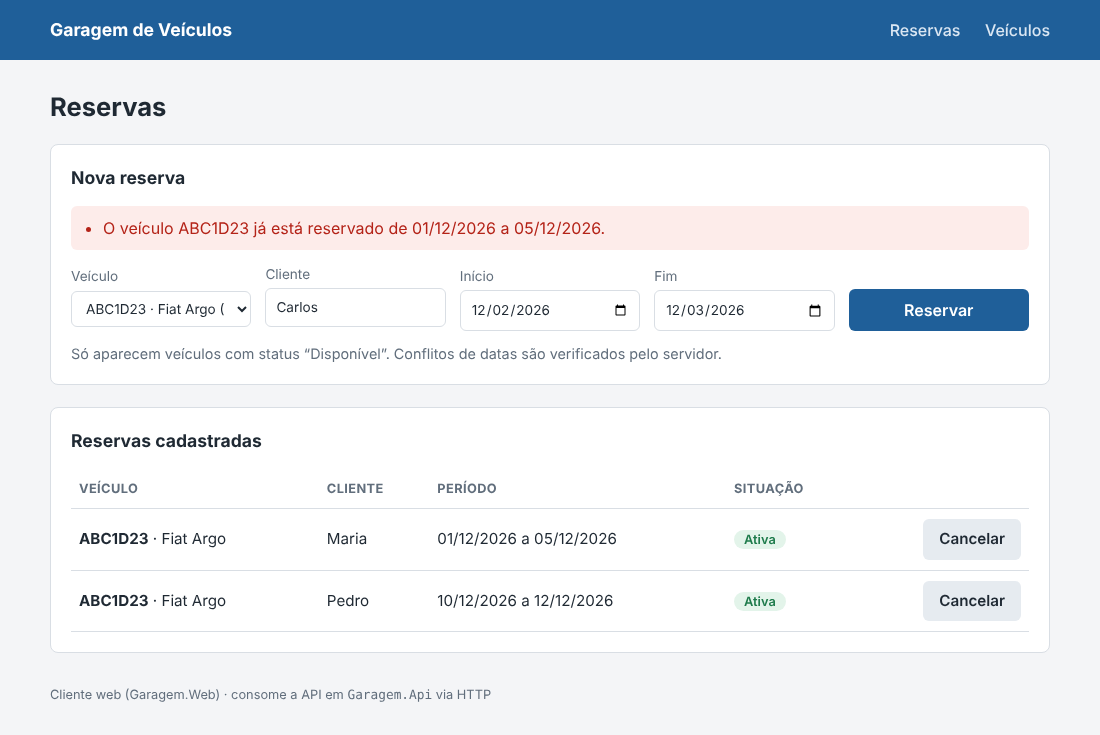 Garagem de Veículos Reservas Veículos
Reservas
Nova reserva
• O veículo ABC1D23 já está reservado de 01/12/2026 a 05/12/2026.
Veículo Cliente Início Fim
ABC1D23 · Fiat Argo ( Carlos 12/02/2026 12/03/2026 Reservar
Só aparecem veículos com status “Disponível”. Conflitos de datas são verificados pelo servidor.
Reservas cadastradas
VEÍCULO CLIENTE PERÍODO SITUAÇÃO
ABC1D23 · Fiat Argo Maria 01/12/2026 a 05/12/2026 Ativa Cancelar
ABC1D23 · Fiat Argo Pedro 10/12/2026 a 12/12/2026 Ativa Cancelar
Cliente web (Garagem.Web) · consome a API em Garagem.Api via HTTP